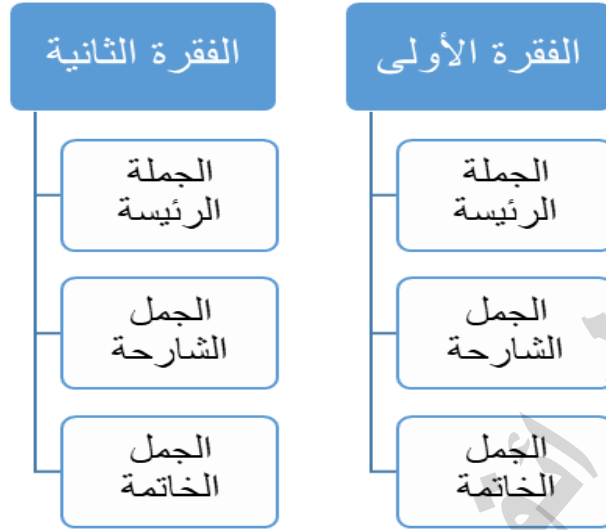 الفقرة الأولى
الجملة
الرئيسة
الجمل
الشارحة
الجمل
الخاتمة
الفقرة الثانية
الجملة
الرئيسة
الجمل
الشارحة
الجمل
الخاتمة